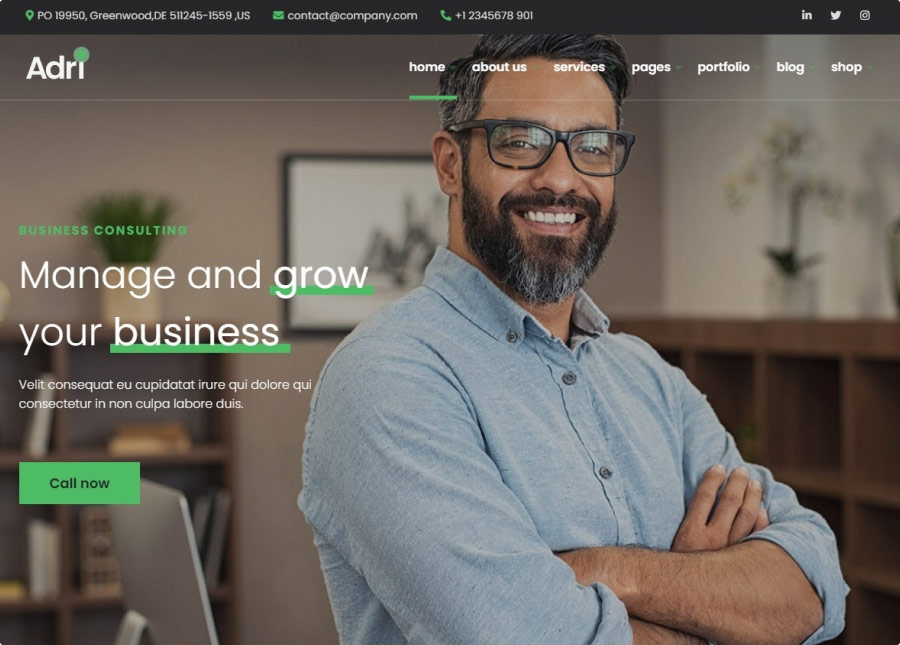 PO 19950, Greenwood,DE 511245-1559 ,US contact@company.com +1 2345678 901
Adri
home about us services pages portfolio blog shop
BUSINESS CONSULTING
Manage and grow
your business
Velit consequat eu cupidatat irure qui dolore qui
consectetur in non culpa labore duis.
Call now